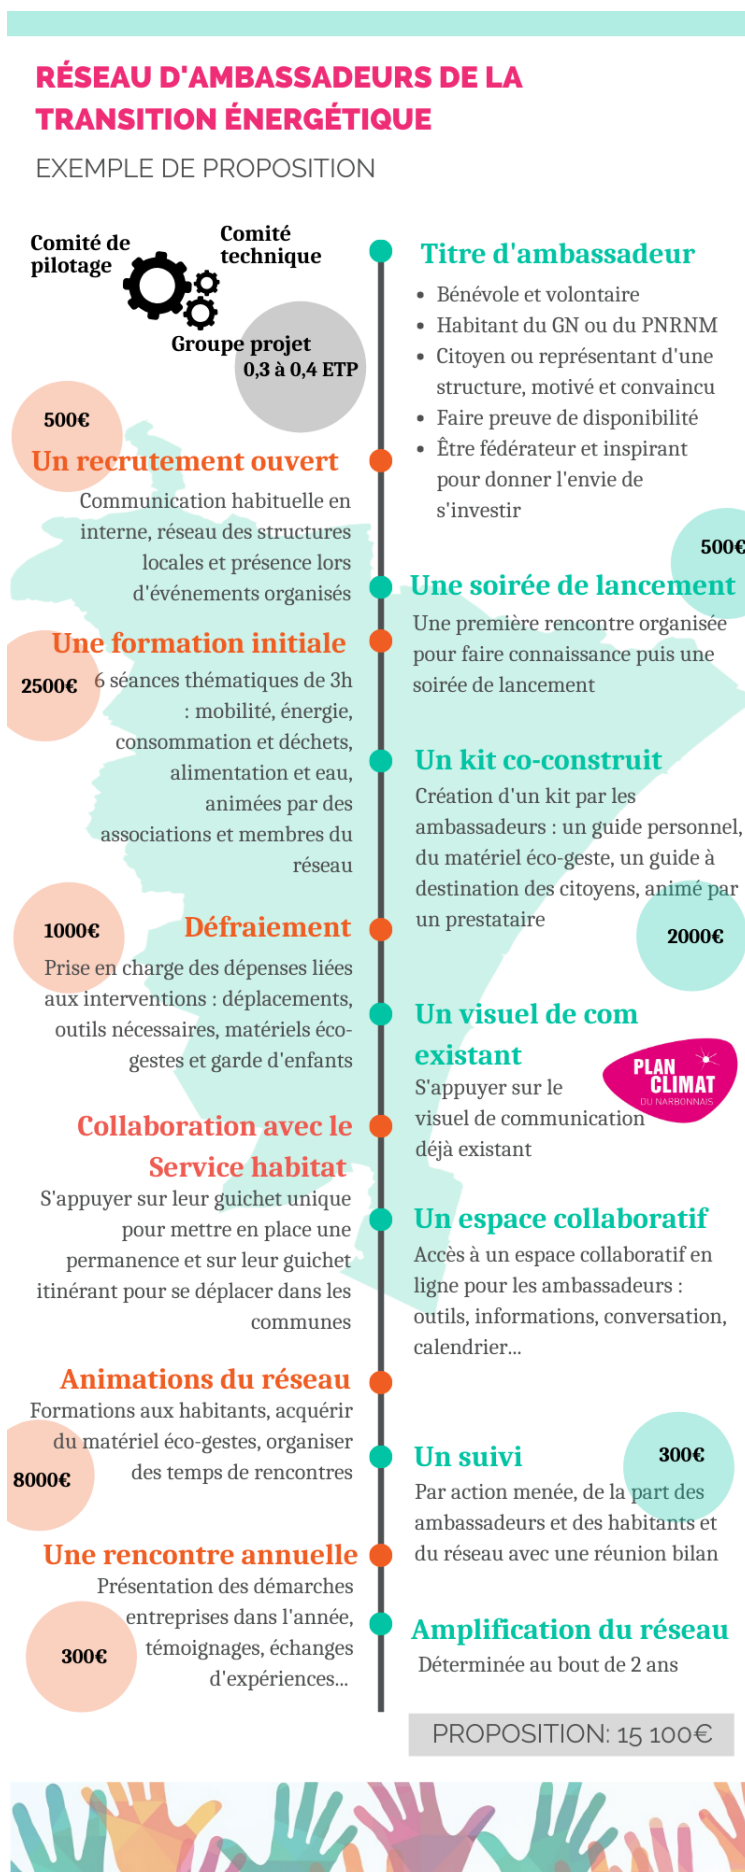 RÉSEAU D'AMBASSADEURS DE LA
TRANSITION ÉNERGÉTIQUE
EXEMPLE DE PROPOSITION
Comité de
pilotage
Comité
technique
Groupe projet
0,3 à 0,4 ETP
Titre d'ambassadeur
• Bénévole et volontaire
• Habitant du GN ou du PNRNM
• Citoyen ou représentant d'une
structure, motivé et convaincu
• Faire preuve de disponibilité
• Être fédérateur et inspirant
pour donner l'envie de
s'investir
500€
Un recrutement ouvert
Communication habituelle en
interne, réseau des structures
locales et présence lors
d'événements organisés
500€
Une soirée de lancement
Une première rencontre organisée
pour faire connaissance puis une
soirée de lancement
Une formation initiale
2500€
6 séances thématiques de 3h
: mobilité, énergie,
consommation et déchets,
alimentation et eau,
animées par des
associations et membres du
réseau
Un kit co-construit
Création d'un kit par les
ambassadeurs : un guide personnel,
du matériel éco-geste, un guide à
destination des citoyens, animé par
un prestataire
2000€
1000€
Défraiement
Prise en charge des dépenses liées
aux interventions : déplacements,
outils nécessaires, matériels éco-
gestes et garde d'enfants
Un visuel de com
existant
S'appuyer sur le
visuel de communication
déjà existant
PLAN
CLIMAT
DU NARBONNAIS
Collaboration avec le
Service habitat
S'appuyer sur leur guichet unique
pour mettre en place une
permanence et sur leur guichet
itinérant pour se déplacer dans les
communes
Un espace collaboratif
Accès à un espace collaboratif en
ligne pour les ambassadeurs :
outils, informations, conversation,
calendrier...
Animations du réseau
Formations aux habitants, acquérir
du matériel éco-gestes, organiser
des temps de rencontres
8000€
Un suivi
300€
Par action menée, de la part des
ambassadeurs et des habitants et
du réseau avec une réunion bilan
Une rencontre annuelle
Présentation des démarches
entreprises dans l'année,
témoignages, échanges
d'expériences...
300€
Amplification du réseau
Déterminée au bout de 2 ans
PROPOSITION: 15 100€